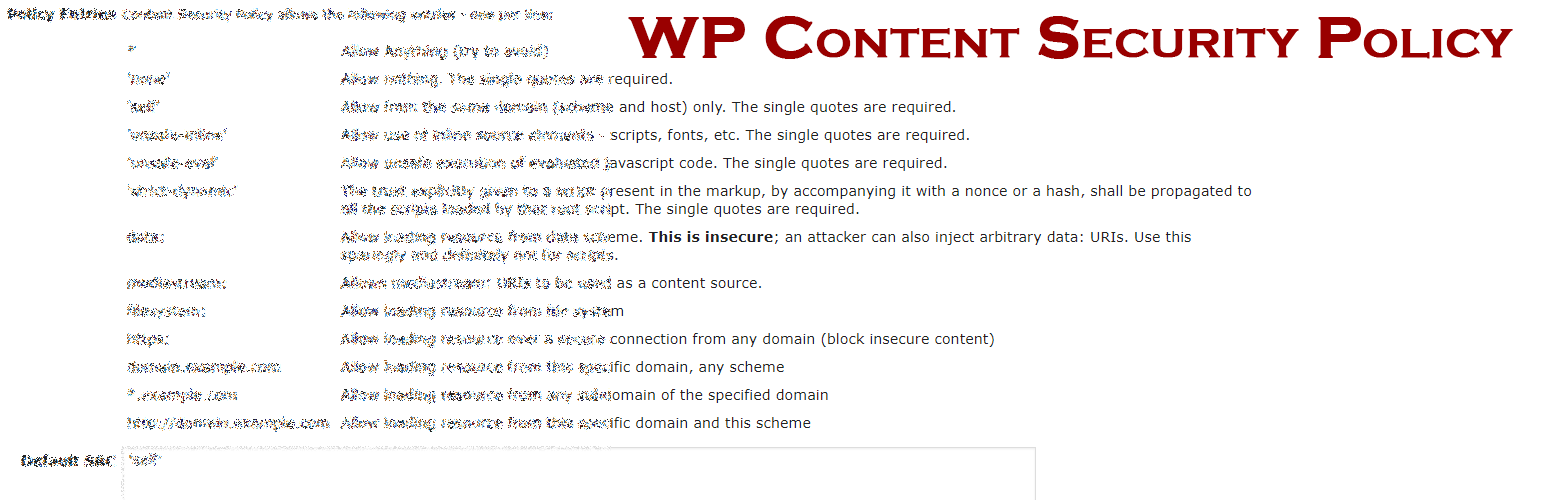 WP Content Security Policy
Policy Entries Content Security Policy allows the following entries - one per line:
* Allow Anything (try to avoid)
'none' Allow nothing. The single quotes are required.
'self' Allow from the same domain (scheme and host) only. The single quotes are required.
'unsafe-inline' Allow use of inline source elements - scripts, fonts, etc. The single quotes are required.
'unsafe-eval' Allow unsafe execution of evaluated javascript code. The single quotes are required.
'strict-dynamic' The trust explicitly given to a script present in the markup, by accompanying it with a nonce or a hash, shall be propagated to
all the scripts loaded by that root script. The single quotes are required.
data: Allow loading resource from data scheme. This is insecure; an attacker can also inject arbitrary data: URIs. Use this
sparingly and definitely not for scripts.
mediastream: Allows mediastream: URIs to be used as a content source.
filesystem: Allow loading resource from file system
https: Allow loading resource over a secure connection from any domain (block insecure content)
domain.example.com Allow loading resource from this specific domain, any scheme
*.example.com Allow loading resource from any subdomain of the specified domain
http://domain.example.com Allow loading resource from this specific domain and this scheme
Default SRC 'self'